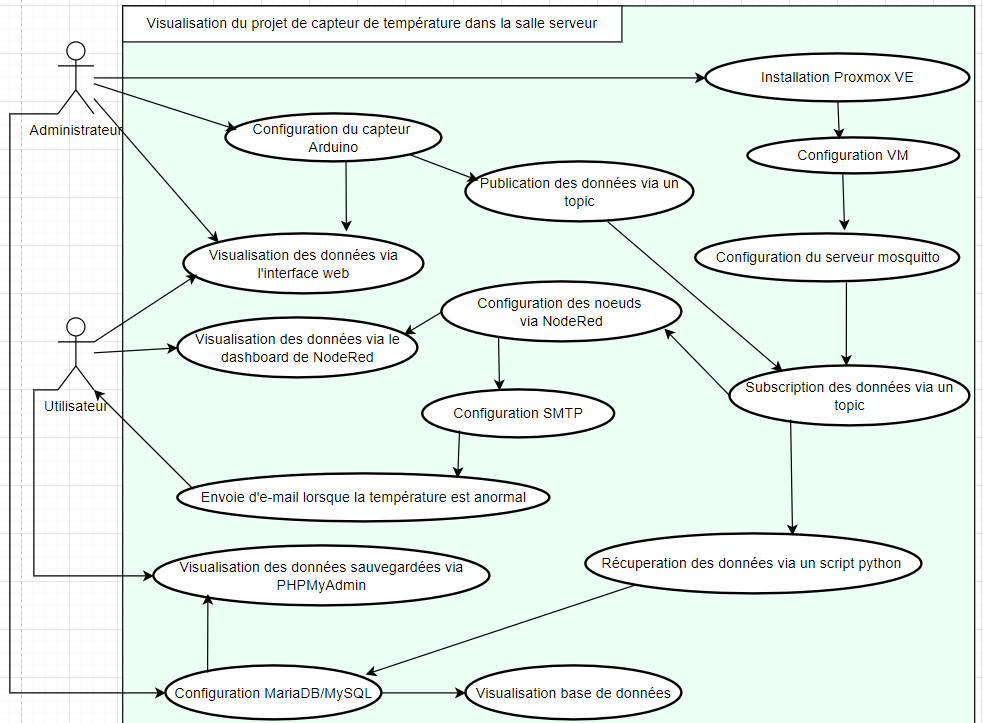 Visualisation du projet de capteur de température dans la salle serveur
Installation Proxmox VE
Administrateur
Configuration du capteur
Arduino
Configuration VM
Publication des données via un
topic
Visualisation des données via
l'interface web
Configuration du serveur mosquitto
Configuration des noeuds
via NodeRed
Visualisation des données via le
dashboard de NodeRed
Utilisateur
Subscription des données via un
topic
Configuration SMTP
Envoie d'e-mail lorsque la température est anormal
Visualisation des données sauvegardées via
PHPMyAdmin
Récuperation des données via un script python
Configuration MariaDB/MySQL
Visualisation base de données